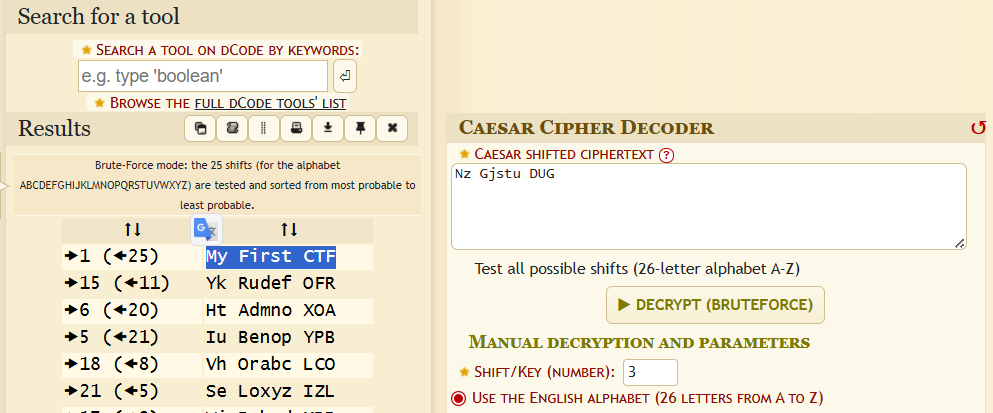 Search for a tool
★ Search a tool on dCode by keywords:
e.g. type 'boolean'
★ Browse the full dCode tools' list
Results
Brute-Force mode: the 25 shifts (for the alphabet
ABCDEFGHIJKLMNOPQRSTUVWXYZ) are tested and sorted from most probable to
least probable.
↑↓ ↑↓
➔1 (←25) My First CTF
➔15 (←11) Yk Rudef OFR
➔6 (←20) Ht Admno XOA
➔5 (←21) Iu Benop YPB
➔18 (←8) Vh Orabc LCO
➔21 (←5) Se Loxyz IZL
Caesar Cipher Decoder
★ Caesar shifted ciphertext ?
Nz Gjstu DUG
Test all possible shifts (26-letter alphabet A-Z)
▶ DECRYPT (BRUTEFORCE)
Manual decryption and parameters
★ Shift/Key (number): 3
Use the English alphabet (26 letters from A to Z)